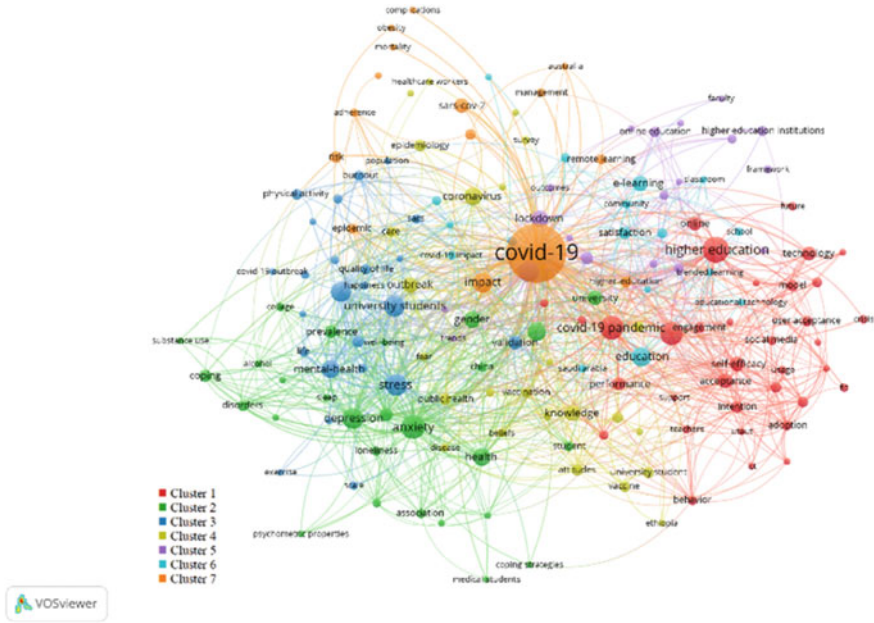 complications
obesity
mortality
australia
healthcare workers
management
faculty
sars-cov-2
adherence
online education
higher education institutions
survey
epidemiology
remote learning
risk
population
classroom
framework
burnout
e-learning
outcomes
physical activity
coronavirus
community
future
lockdown
sars
online
epidemic
care
satisfaction
school
covid-19
higher education
covid-19 impact
technology
covid-19 outbreak
quality of life
blended learning
happiness
outbreak
impact
higher-education
model
university
educational technology
college
university students
gender
user acceptance
crisis
prevalence
covid-19 pandemic
engagement
substance use
trends
validation
social media
well-being
life
fear
education
alcohol
china
saudi arabia
self-efficacy
usage
mental-health
coping
stress
performance
acceptance
sleep
public health
vaccination
support
disorders
intention
depression
knowledge
anxiety
beliefs
teachers
adoption
loneliness
disease
student
health
exercise
attitudes
university student
vaccine
behavior
Cluster 1
Cluster 2
Cluster 3
Cluster 4
Cluster 5
Cluster 6
Cluster 7
association
ethiopia
psychometric properties
coping strategies
medical students
VOSviewer